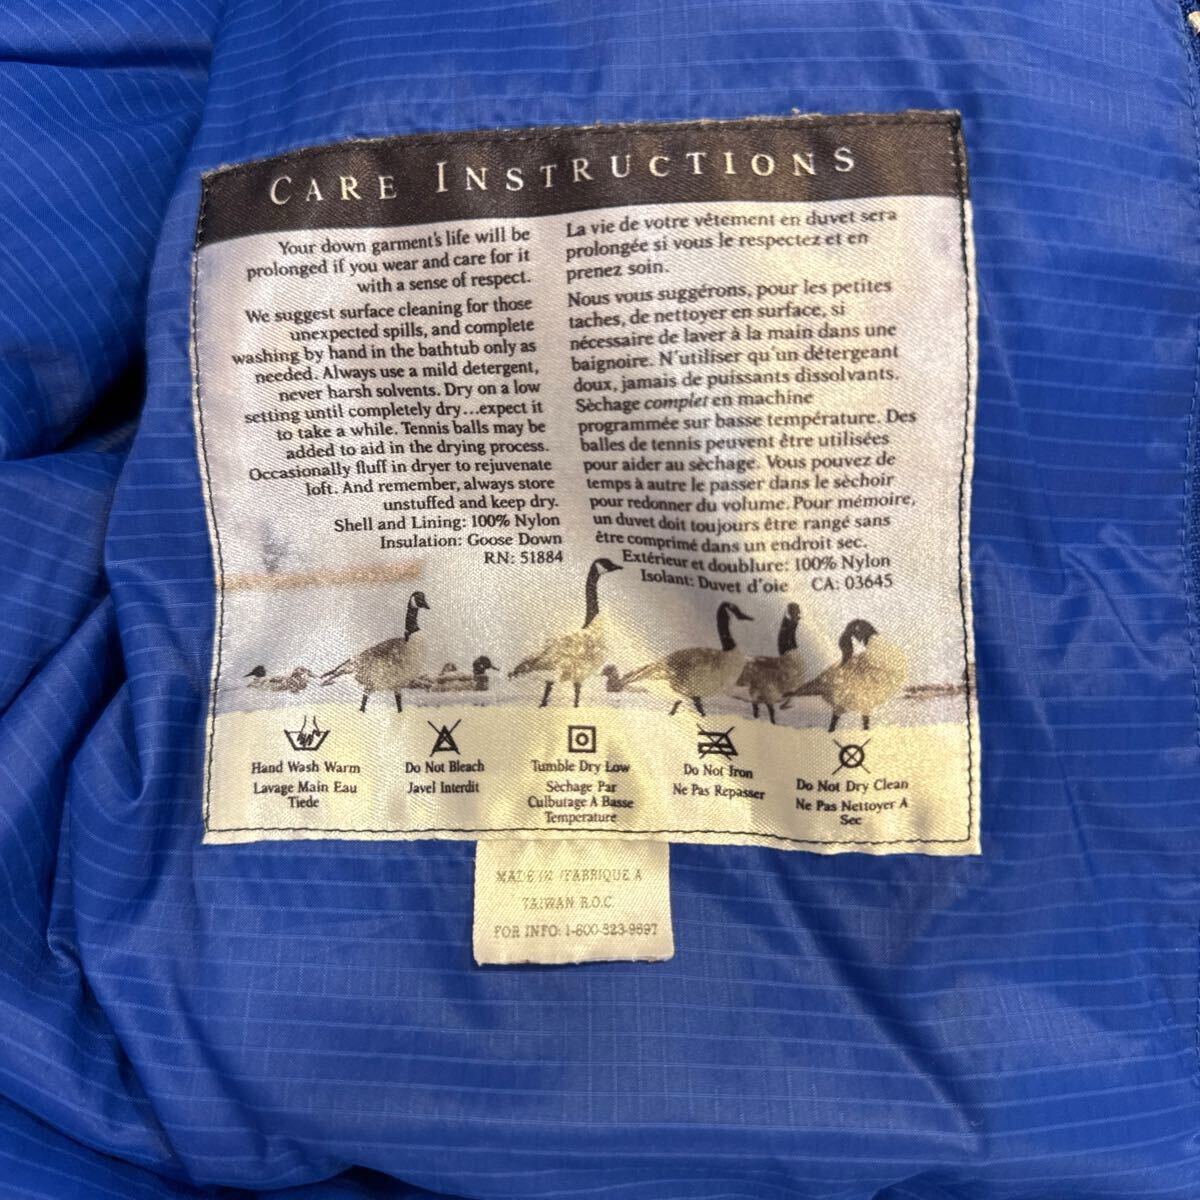 CARE INSTRUCTIONS
Your down garment's life will be
prolonged if you wear and care for it
with a sense of respect.
We suggest surface cleaning for those
unexpected spills, and complete
washing by hand in the bathtub only as
needed. Always use a mild detergent,
never harsh solvents. Dry on a low
setting until completely dry...expect it
to take a while. Tennis balls may be
added to aid in the drying process.
Occasionally fluff in dryer to rejuvenate
loft. And remember, always store
unstuffed and keep dry.
Shell and Lining: 100% Nylon
Insulation: Goose Down
RN: 51884
La vie de votre vêtement en duvet sera
prolongée si vous le respectez et en
prenez soin.
Nous vous suggérons, pour les petites
taches, de nettoyer en surface, si
nécessaire de laver à la main dans une
baignoire. N'utiliser qu'un détergeant
doux, jamais de puissants dissolvants.
Sèchage complet en machine
programmée sur basse température. Des
balles de tennis peuvent être utilisées
pour aider au sèchage. Vous pouvez de
temps à autre le passer dans le sèchoir
pour redonner du volume. Pour mémoire,
un duvet doit toujours être rangé sans
être comprimé dans un endroit sec.
Extérieur et doublure: 100% Nylon
Isolant: Duvet d'oie CA: 03645
Hand Wash Warm
Lavage Main Eau
Tiede
Do Not Bleach
Javel Interdit
Tumble Dry Low
Sèchage Par
Culbutage A Basse
Temperature
Do Not Iron
Ne Pas Repasser
Do Not Dry Clean
Ne Pas Nettoyer A
Sec
MADE IN /FABRIQUE A
TAIWAN R.O.C.
FOR INFO: 1-800-323-9597